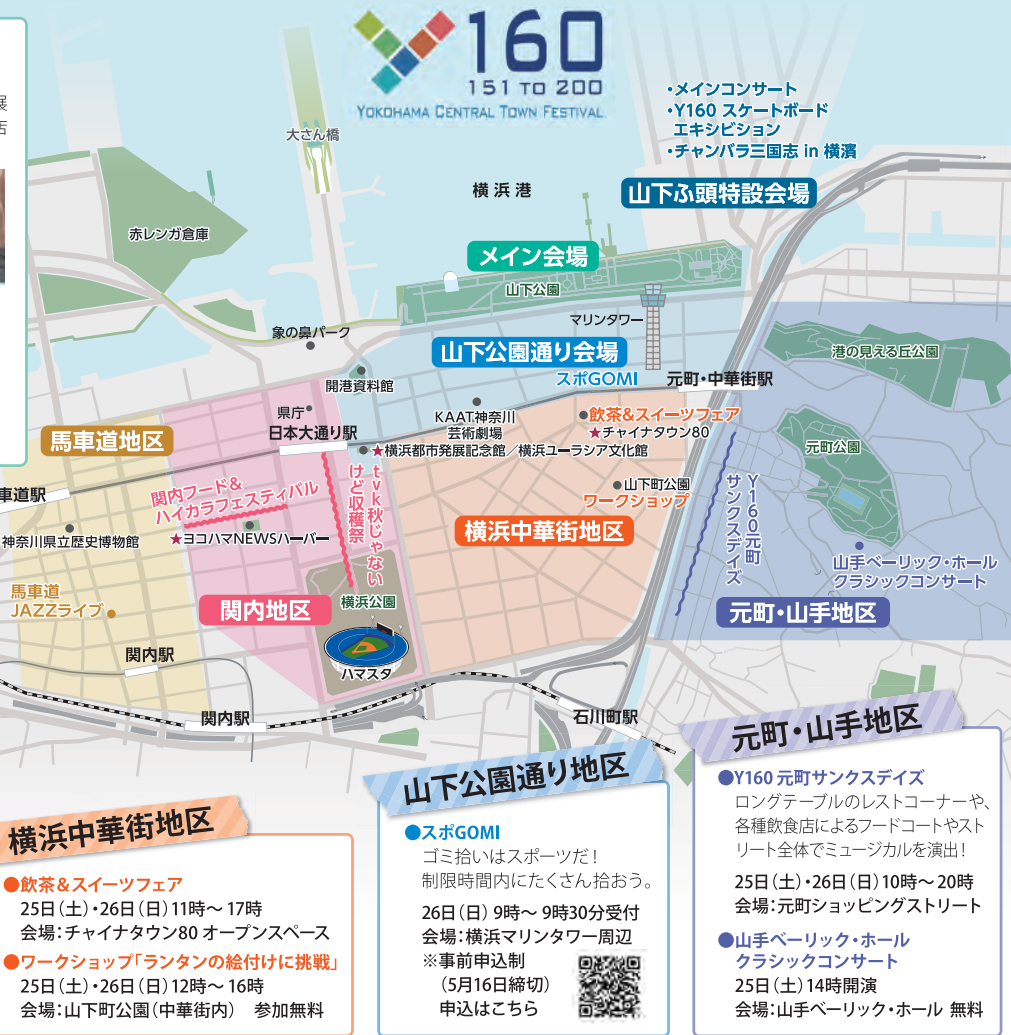 展
店
160
151 TO 200
YOKOHAMA CENTRAL TOWN FESTIVAL
・メインコンサート
・Y160 スケートボード
エキシビション
・チャンバラ三国志 in 横濱
山下ふ頭特設会場
大さん橋
横浜港
赤レンガ倉庫
メイン会場
山下公園
マリンタワー
象の鼻パーク
山下公園通り会場
スポGOMI
元町・中華街駅
港の見える丘公園
開港資料館
県庁
日本大通り駅
KAAT神奈川
芸術劇場
飲茶&スイーツフェア
★チャイナタウン80
★横浜都市発展記念館/横浜ユーラシア文化館
馬車道地区
元町公園
車道駅
関内フード&
ハイカラフェスティバル
tvk秋じゃない
けど収穫祭
山下町公園
ワークショップ
Y160元町
サンクスデイズ
神奈川県立歴史博物館
★ヨコハマNEWSハーバー
横浜中華街地区
山手ベーリック・ホール
クラシックコンサート
馬車道
JAZZライブ
関内地区
横浜公園
元町・山手地区
ハマスタ
関内駅
関内駅
石川町駅
横浜中華街地区
●飲茶&スイーツフェア
25日(土)・26日(日)11時〜17時
会場:チャイナタウン80 オープンスペース
●ワークショップ「ランタンの絵付けに挑戦」
25日(土)・26日(日)12時〜16時
会場:山下町公園(中華街内) 参加無料
山下公園通り地区
●スポGOMI
ゴミ拾いはスポーツだ!
制限時間内にたくさん拾おう。
26日(日) 9時〜9時30分受付
会場:横浜マリンタワー周辺
※事前申込制
(5月16日締切)
申込はこちら
元町・山手地区
●Y160 元町サンクスデイズ
ロングテーブルのレストコーナーや、
各種飲食店によるフードコートやスト
リート全体でミュージカルを演出!
25日(土)・26日(日)10時〜20時
会場:元町ショッピングストリート
●山手ベーリック・ホール
クラシックコンサート
25日(土)14時開演
会場:山手ベーリック・ホール 無料